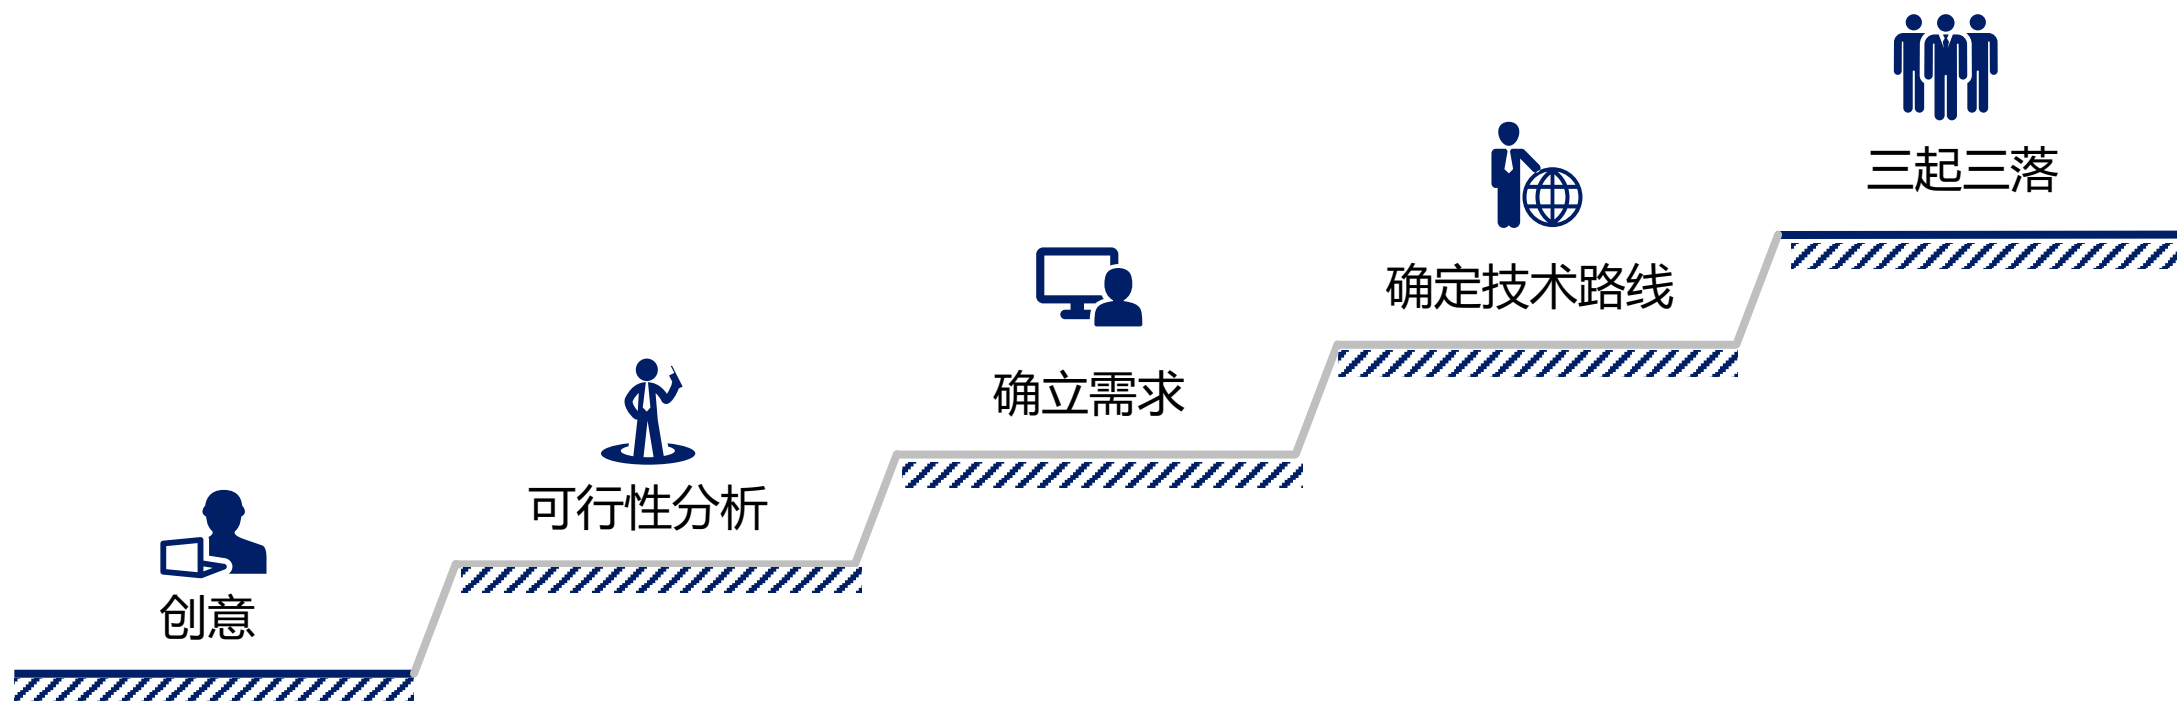 创意
可行性分析
确立需求
确定技术路线
三起三落